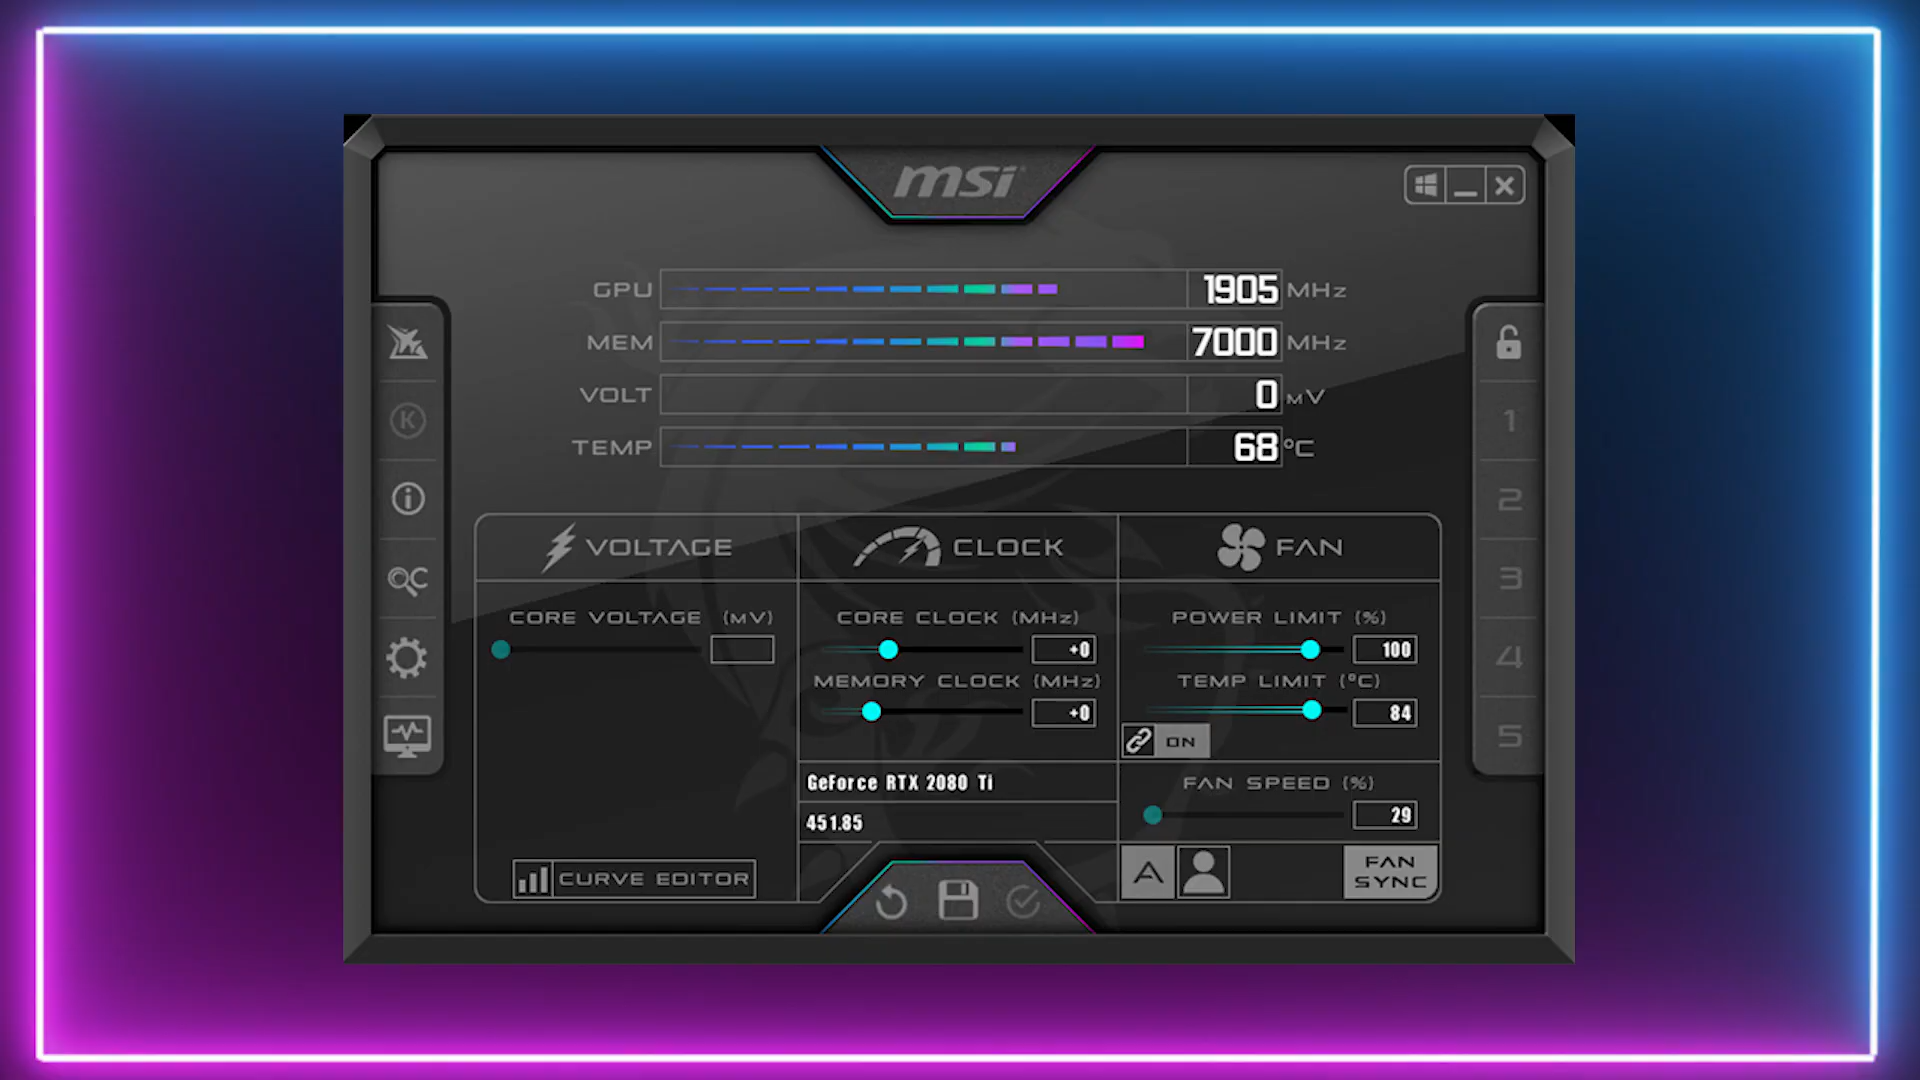 msi
GPU 1905 MHz
MEM 7000 MHz
VOLT 0 MV
TEMP 68 °C
K
i
OC
1
2
3
4
5
VOLTAGE
CORE VOLTAGE (MV)
CURVE EDITOR
CLOCK
CORE CLOCK (MHz)
+0
MEMORY CLOCK (MHz)
+0
GeForce RTX 2080 Ti
451.85
FAN
POWER LIMIT (%)
100
TEMP LIMIT (°C)
84
ON
FAN SPEED (%)
29
A
FAN
SYNC